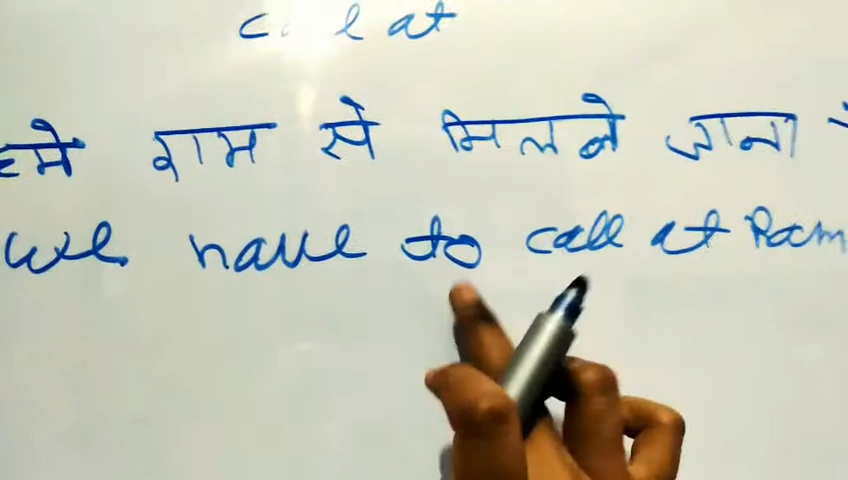 call at
हमे राम से मिलने जाना
we have to call at Ram